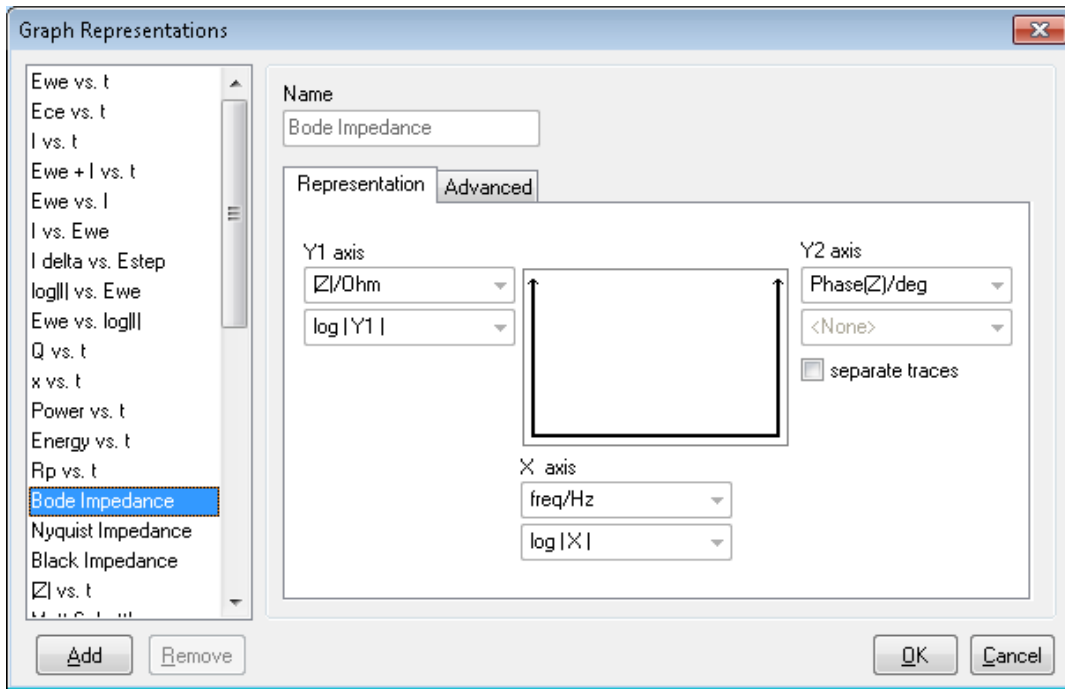 Graph Representations
Ewe vs. t
Ece vs. t
I vs. t
Ewe + I vs. t
Ewe vs. I
I vs. Ewe
I delta vs. Estep
log|I| vs. Ewe
Ewe vs. log|I|
Q vs. t
x vs. t
Power vs. t
Energy vs. t
Rp vs. t
Bode Impedance
Nyquist Impedance
Black Impedance
|Z| vs. t
Name
Bode Impedance
Representation
Advanced
Y1 axis
|Z|/Ohm
log |Y1 |
Y2 axis
Phase(Z)/deg
<None>
separate traces
X axis
freq/Hz
log |X |
Add
Remove
OK
Cancel